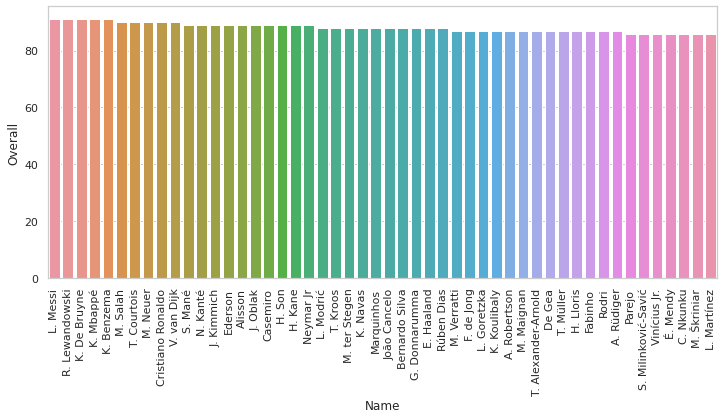 80
60
40
20
0
Overall
L. Messi
R. Lewandowski
K. De Bruyne
K. Mbappé
K. Benzema
M. Salah
T. Courtois
M. Neuer
Cristiano Ronaldo
V. van Dijk
S. Mané
N. Kanté
J. Kimmich
Ederson
Alisson
J. Oblak
Casemiro
H. Son
H. Kane
Neymar Jr
L. Modrić
T. Kroos
M. ter Stegen
K. Navas
Marquinhos
João Cancelo
Bernardo Silva
G. Donnarumma
E. Haaland
Rúben Dias
M. Verratti
F. de Jong
L. Goretzka
K. Koulibaly
A. Robertson
M. Maignan
T. Alexander-Arnold
De Gea
T. Müller
H. Lloris
Fabinho
Rodri
A. Rüdiger
Parejo
S. Milinković-Savić
Vinícius Jr.
É. Mendy
C. Nkunku
M. Škriniar
L. Martínez
Name